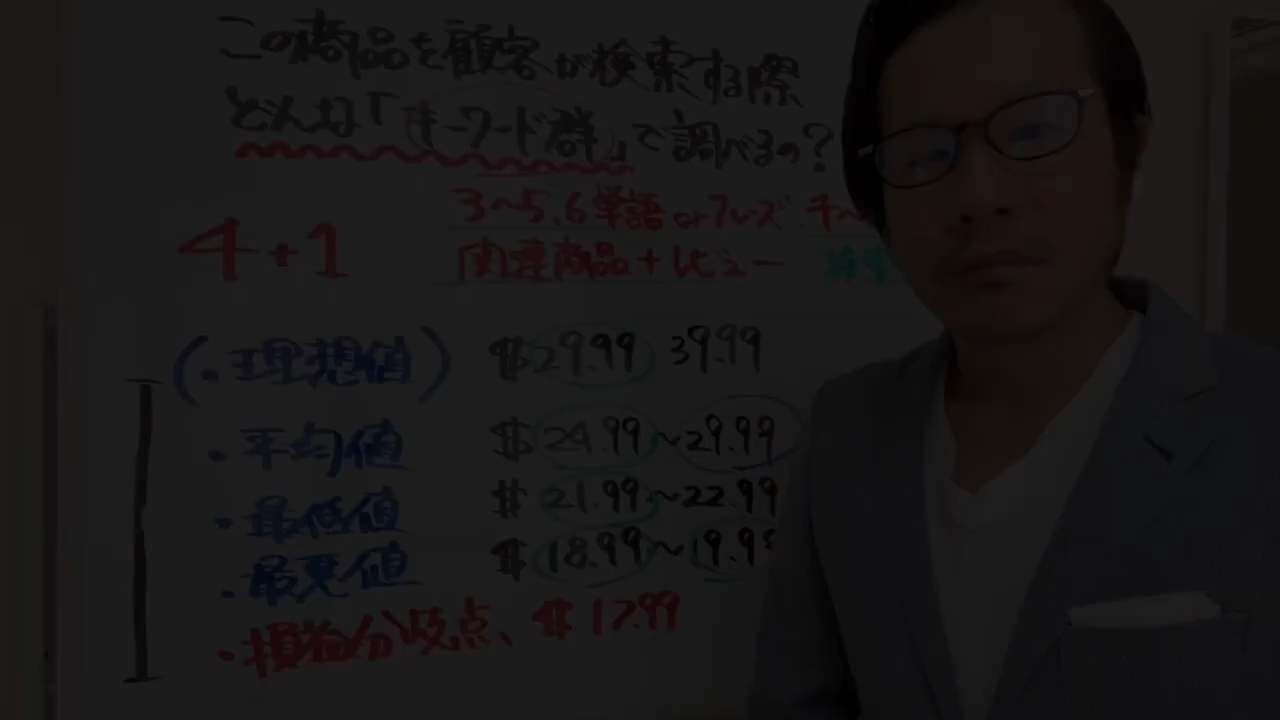 この商品を顧客が検索する際
どんな「キーワード群」で調べるの?
4+1
3~5,6単語orフレーズ
関連商品+レビュー
(・理想値) $29.99 39.99
・平均値 $24.99~29.99
・最低値 $21.99~22.99
・最悪値 $18.99~19.99
・損益分岐点、$17.99